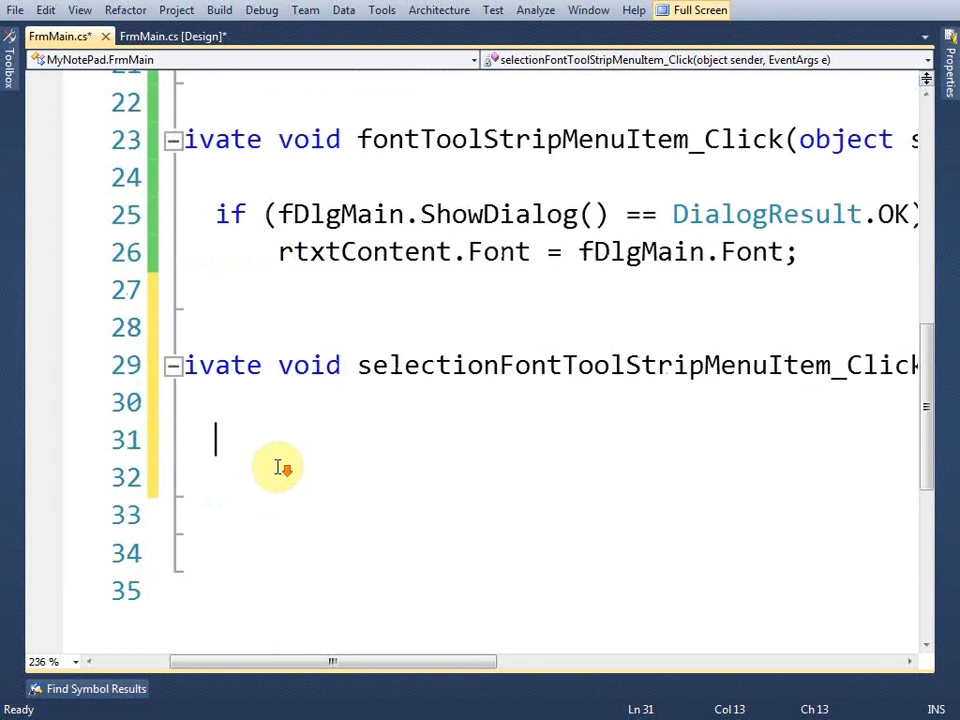 File Edit View Refactor Project Build Debug Team Data Tools Architecture Test Analyze Window Help Full Screen
FrmMain.cs* FrmMain.cs [Design]*
Toolbox
Properties
MyNotePad.FrmMain selectionFontToolStripMenuItem_Click(object sender, EventArgs e)
22
23 ivate void fontToolStripMenuItem_Click(object s
24
25 if (fDlgMain.ShowDialog() == DialogResult.OK)
26 rtxtContent.Font = fDlgMain.Font;
27
28
29 ivate void selectionFontToolStripMenuItem_Click
30
31
32
33
34
35
236 %
Find Symbol Results
Ready Ln 31 Col 13 Ch 13 INS